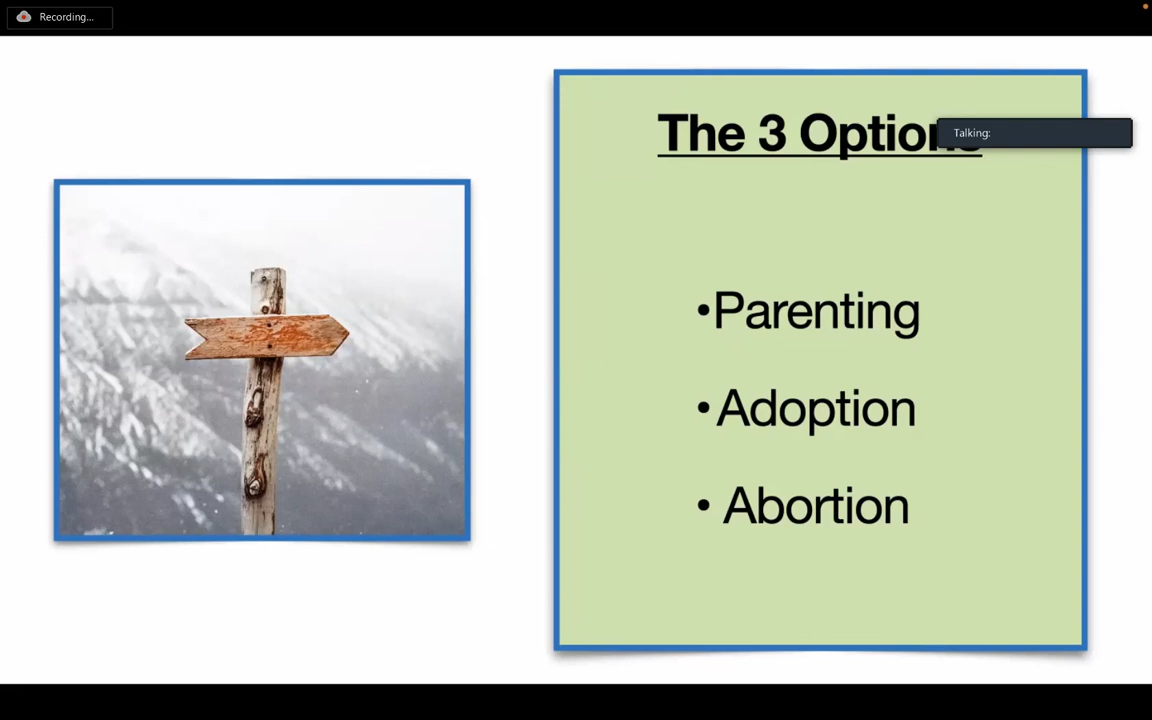 Recording...
The 3 Options
Talking:
•Parenting
•Adoption
• Abortion